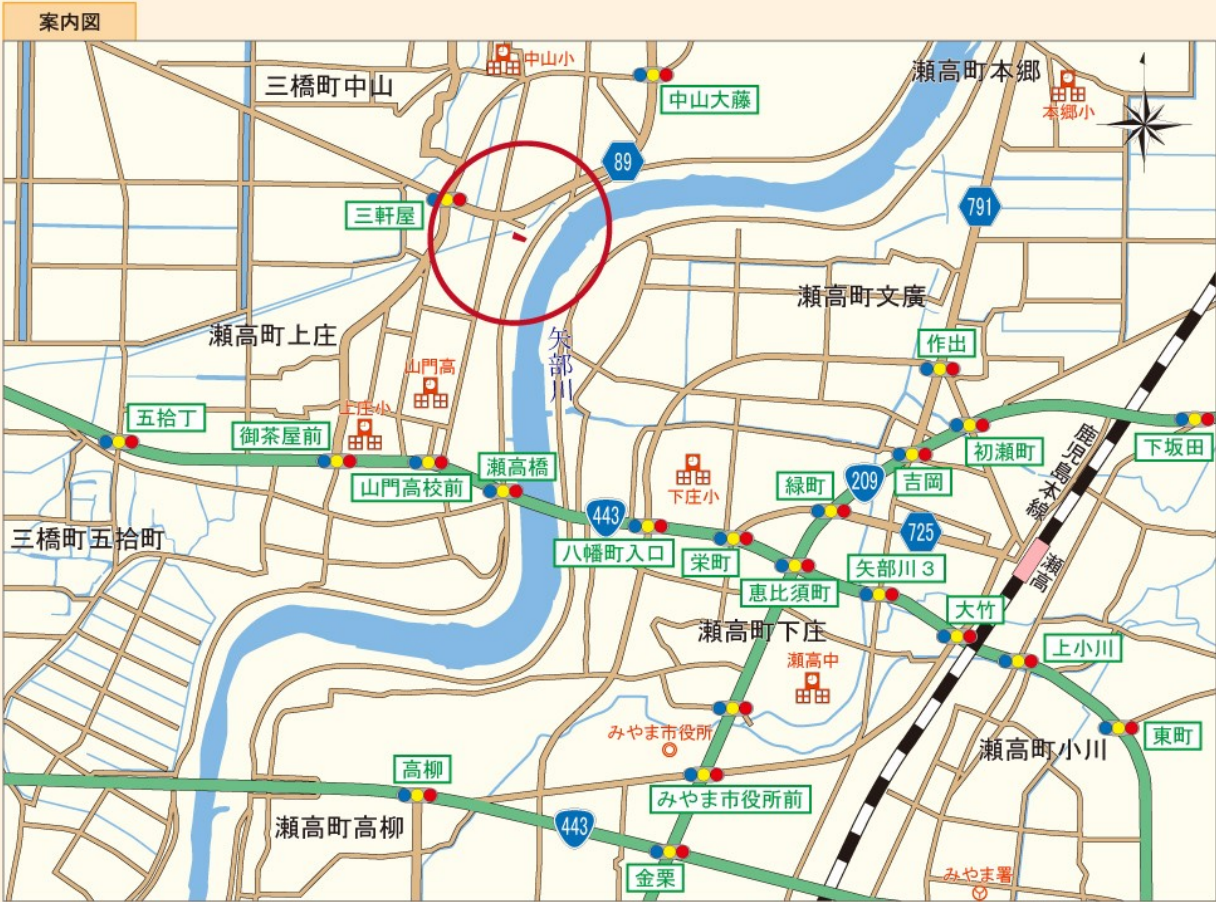 案内図
中山小
三橋町中山
瀬高町本郷
中山大藤
本郷小
89
791
三軒屋
瀬高町文廣
瀬高町上庄
矢部川
作出
山門高
上庄小
五拾丁
御茶屋前
山門高校前
瀬高橋
初瀬町
下坂田
鹿児島本線
吉岡
209
下庄小
緑町
443
725
三橋町五拾町
八幡町入口
栄町
矢部川3
瀬高
恵比須町
大竹
瀬高町下庄
上小川
瀬高中
みやま市役所
東町
瀬高町小川
高柳
みやま市役所前
瀬高町高柳
443
金栗
みやま署